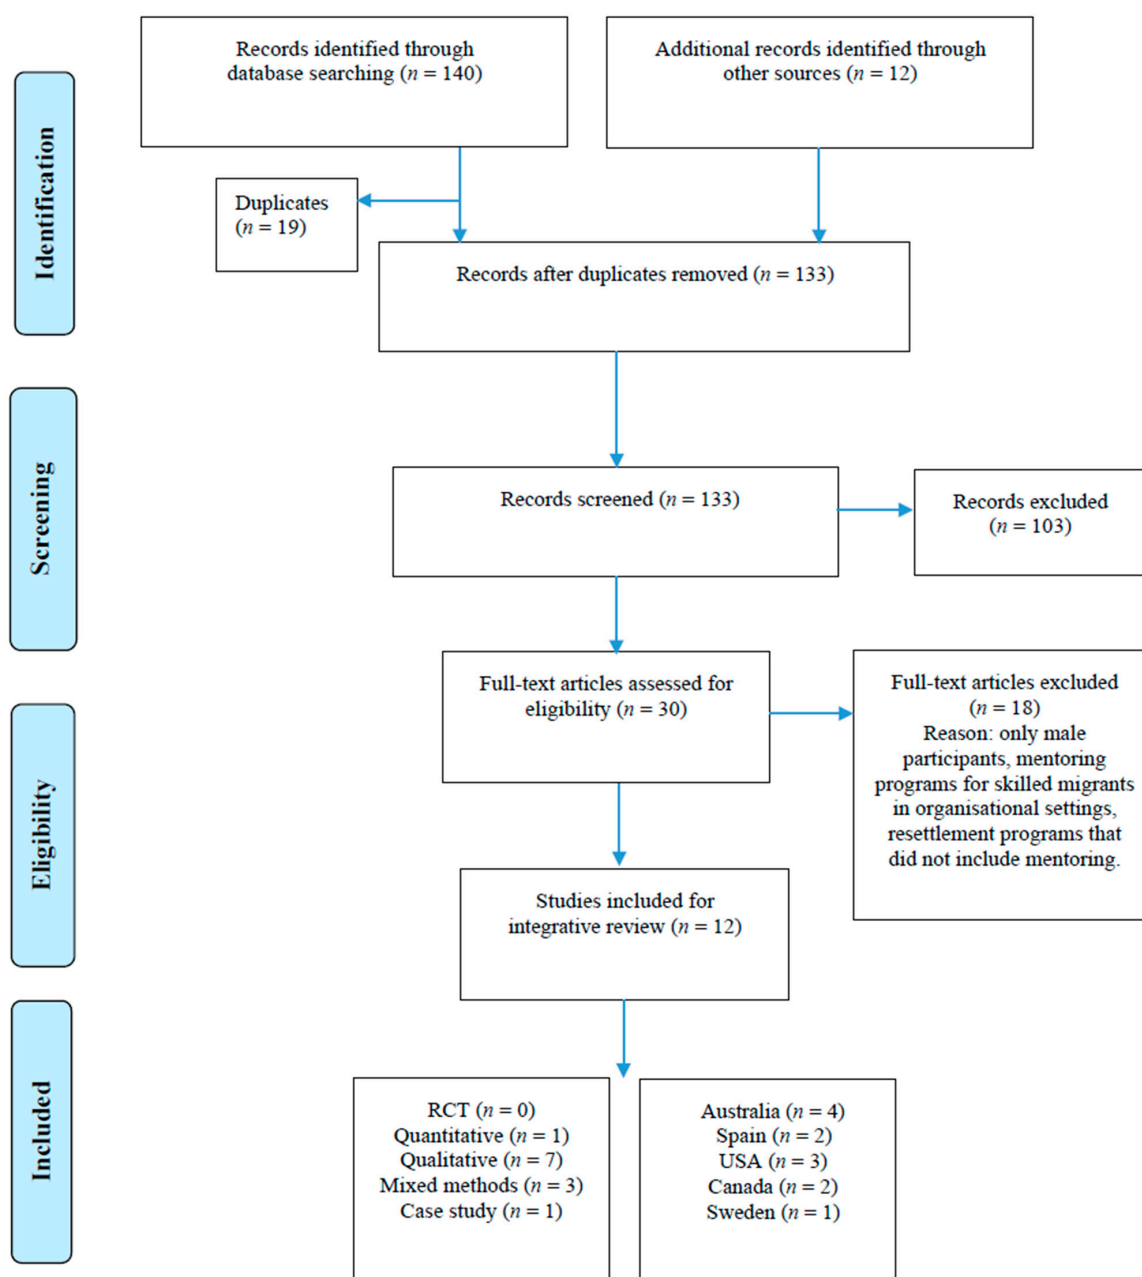 Identification
Records identified through
database searching (n = 140)
Additional records identified through
other sources (n = 12)
Duplicates
(n = 19)
Records after duplicates removed (n = 133)
Screening
Records screened (n = 133)
Records excluded
(n = 103)
Eligibility
Full-text articles assessed for
eligibility (n = 30)
Full-text articles excluded
(n = 18)
Reason: only male
participants, mentoring
programs for skilled migrants
in organisational settings,
resettlement programs that
did not include mentoring.
Studies included for
integrative review (n = 12)
Included
RCT (n = 0)
Quantitative (n = 1)
Qualitative (n = 7)
Mixed methods (n = 3)
Case study (n = 1)
Australia (n = 4)
Spain (n = 2)
USA (n = 3)
Canada (n = 2)
Sweden (n = 1)